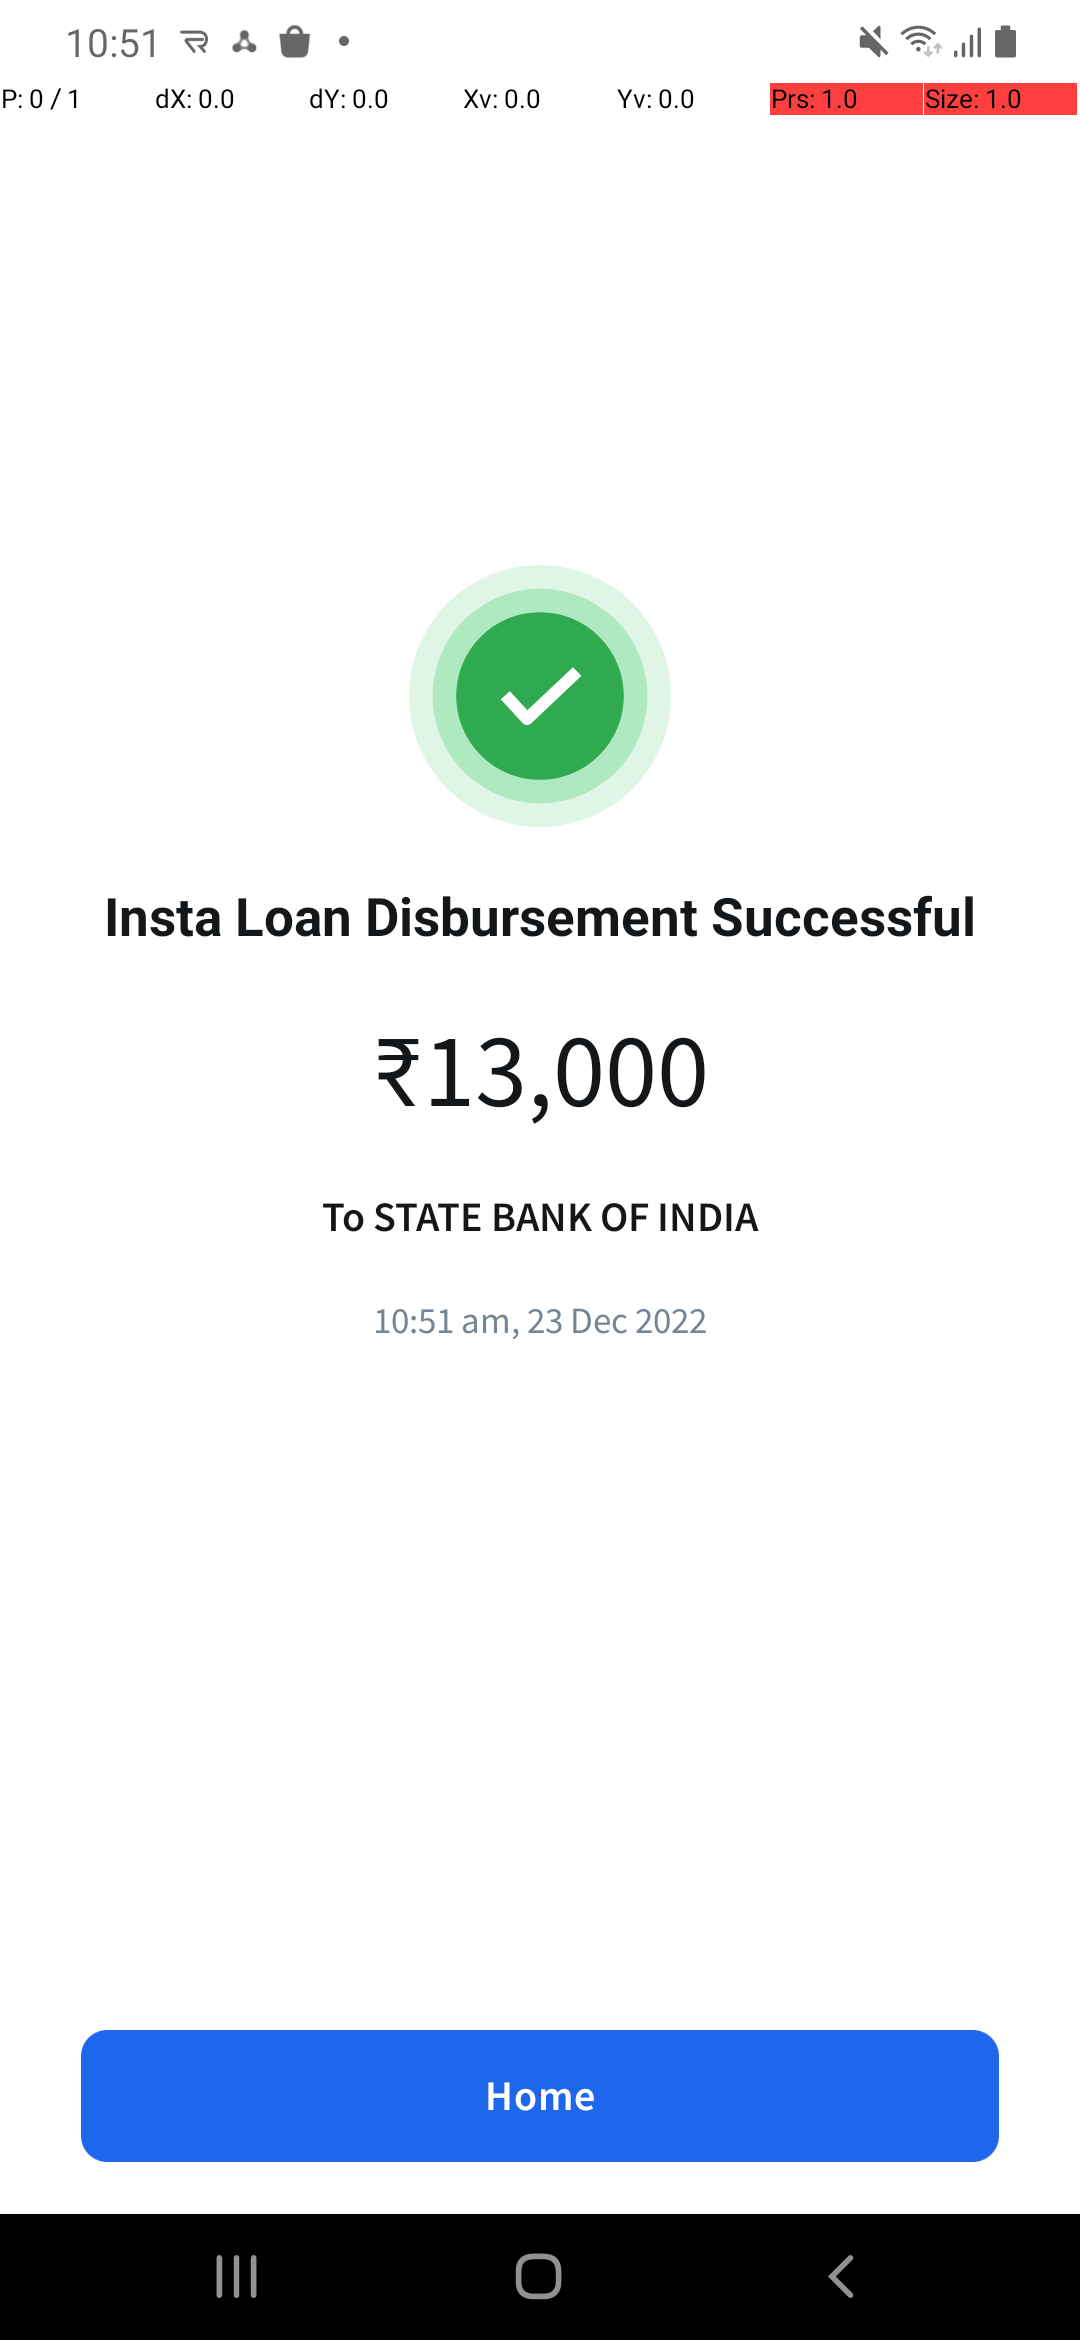 10:51
P: 0 / 1 dX: 0.0 dY: 0.0 Xv: 0.0 Yv: 0.0 Prs: 1.0 Size: 1.0
Insta Loan Disbursement Successful
₹13,000
To STATE BANK OF INDIA
10:51 am, 23 Dec 2022
Home